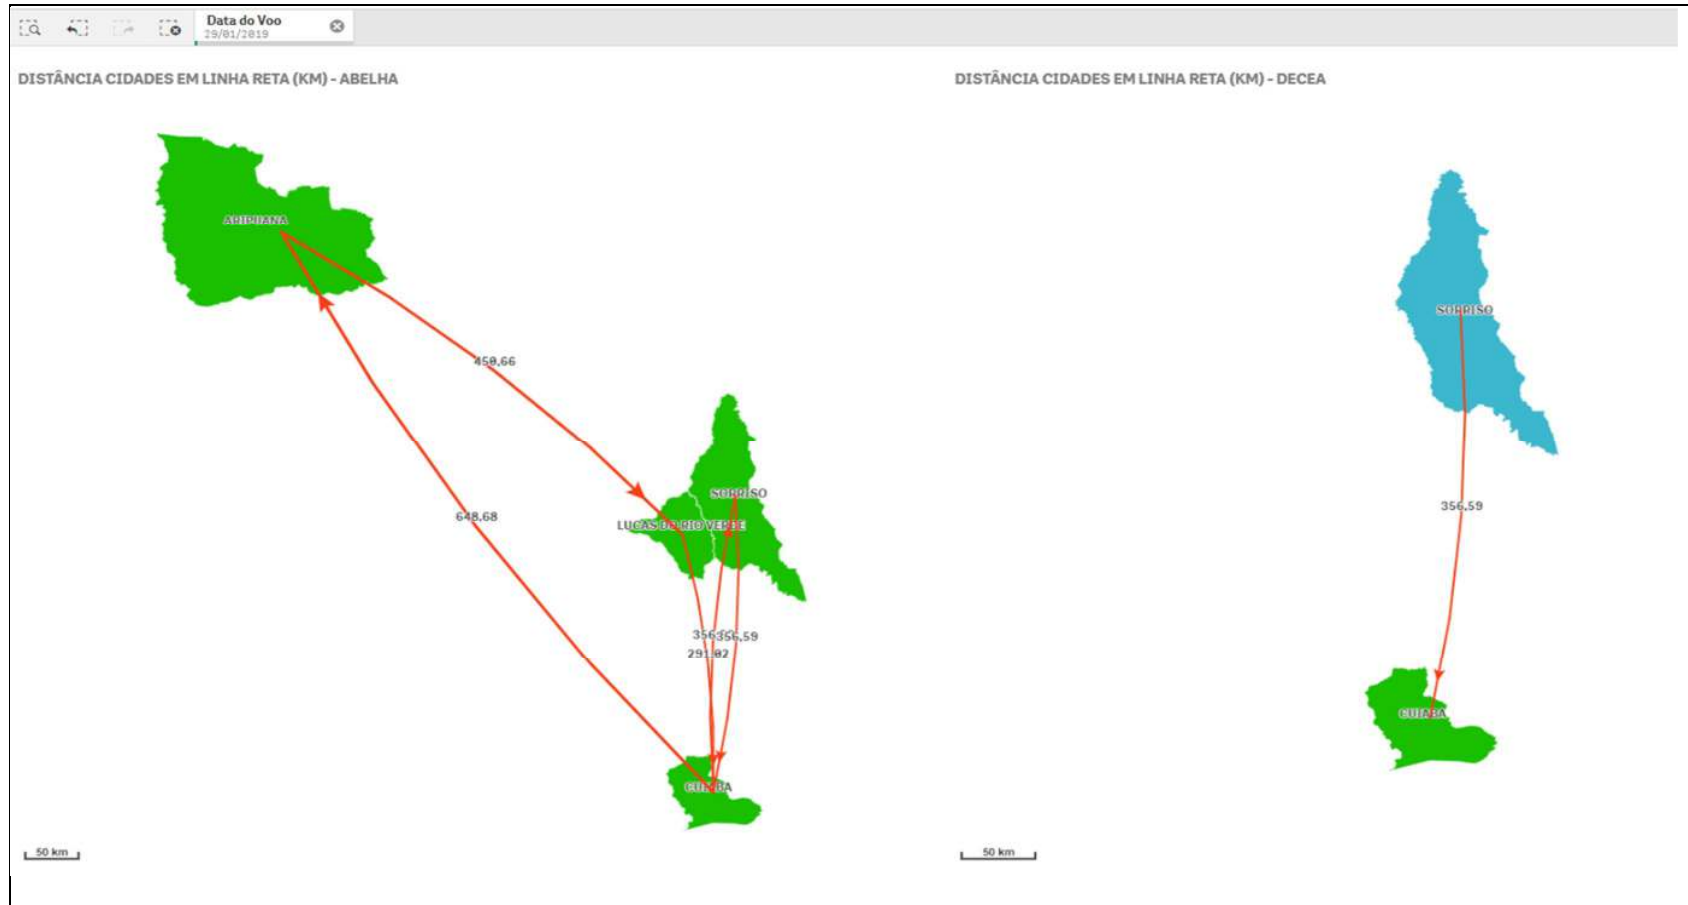 Data do Voo
29/01/2019
DISTÂNCIA CIDADES EM LINHA RETA (KM) - ABELHA
DISTÂNCIA CIDADES EM LINHA RETA (KM) - DECEA
ARIPUANA
SORRISO
459,66
SORRISO
356,59
648,68
LUCAS DO RIO VERDE
356,59
291,02
CUIABA
CUIABA
50 km
50 km